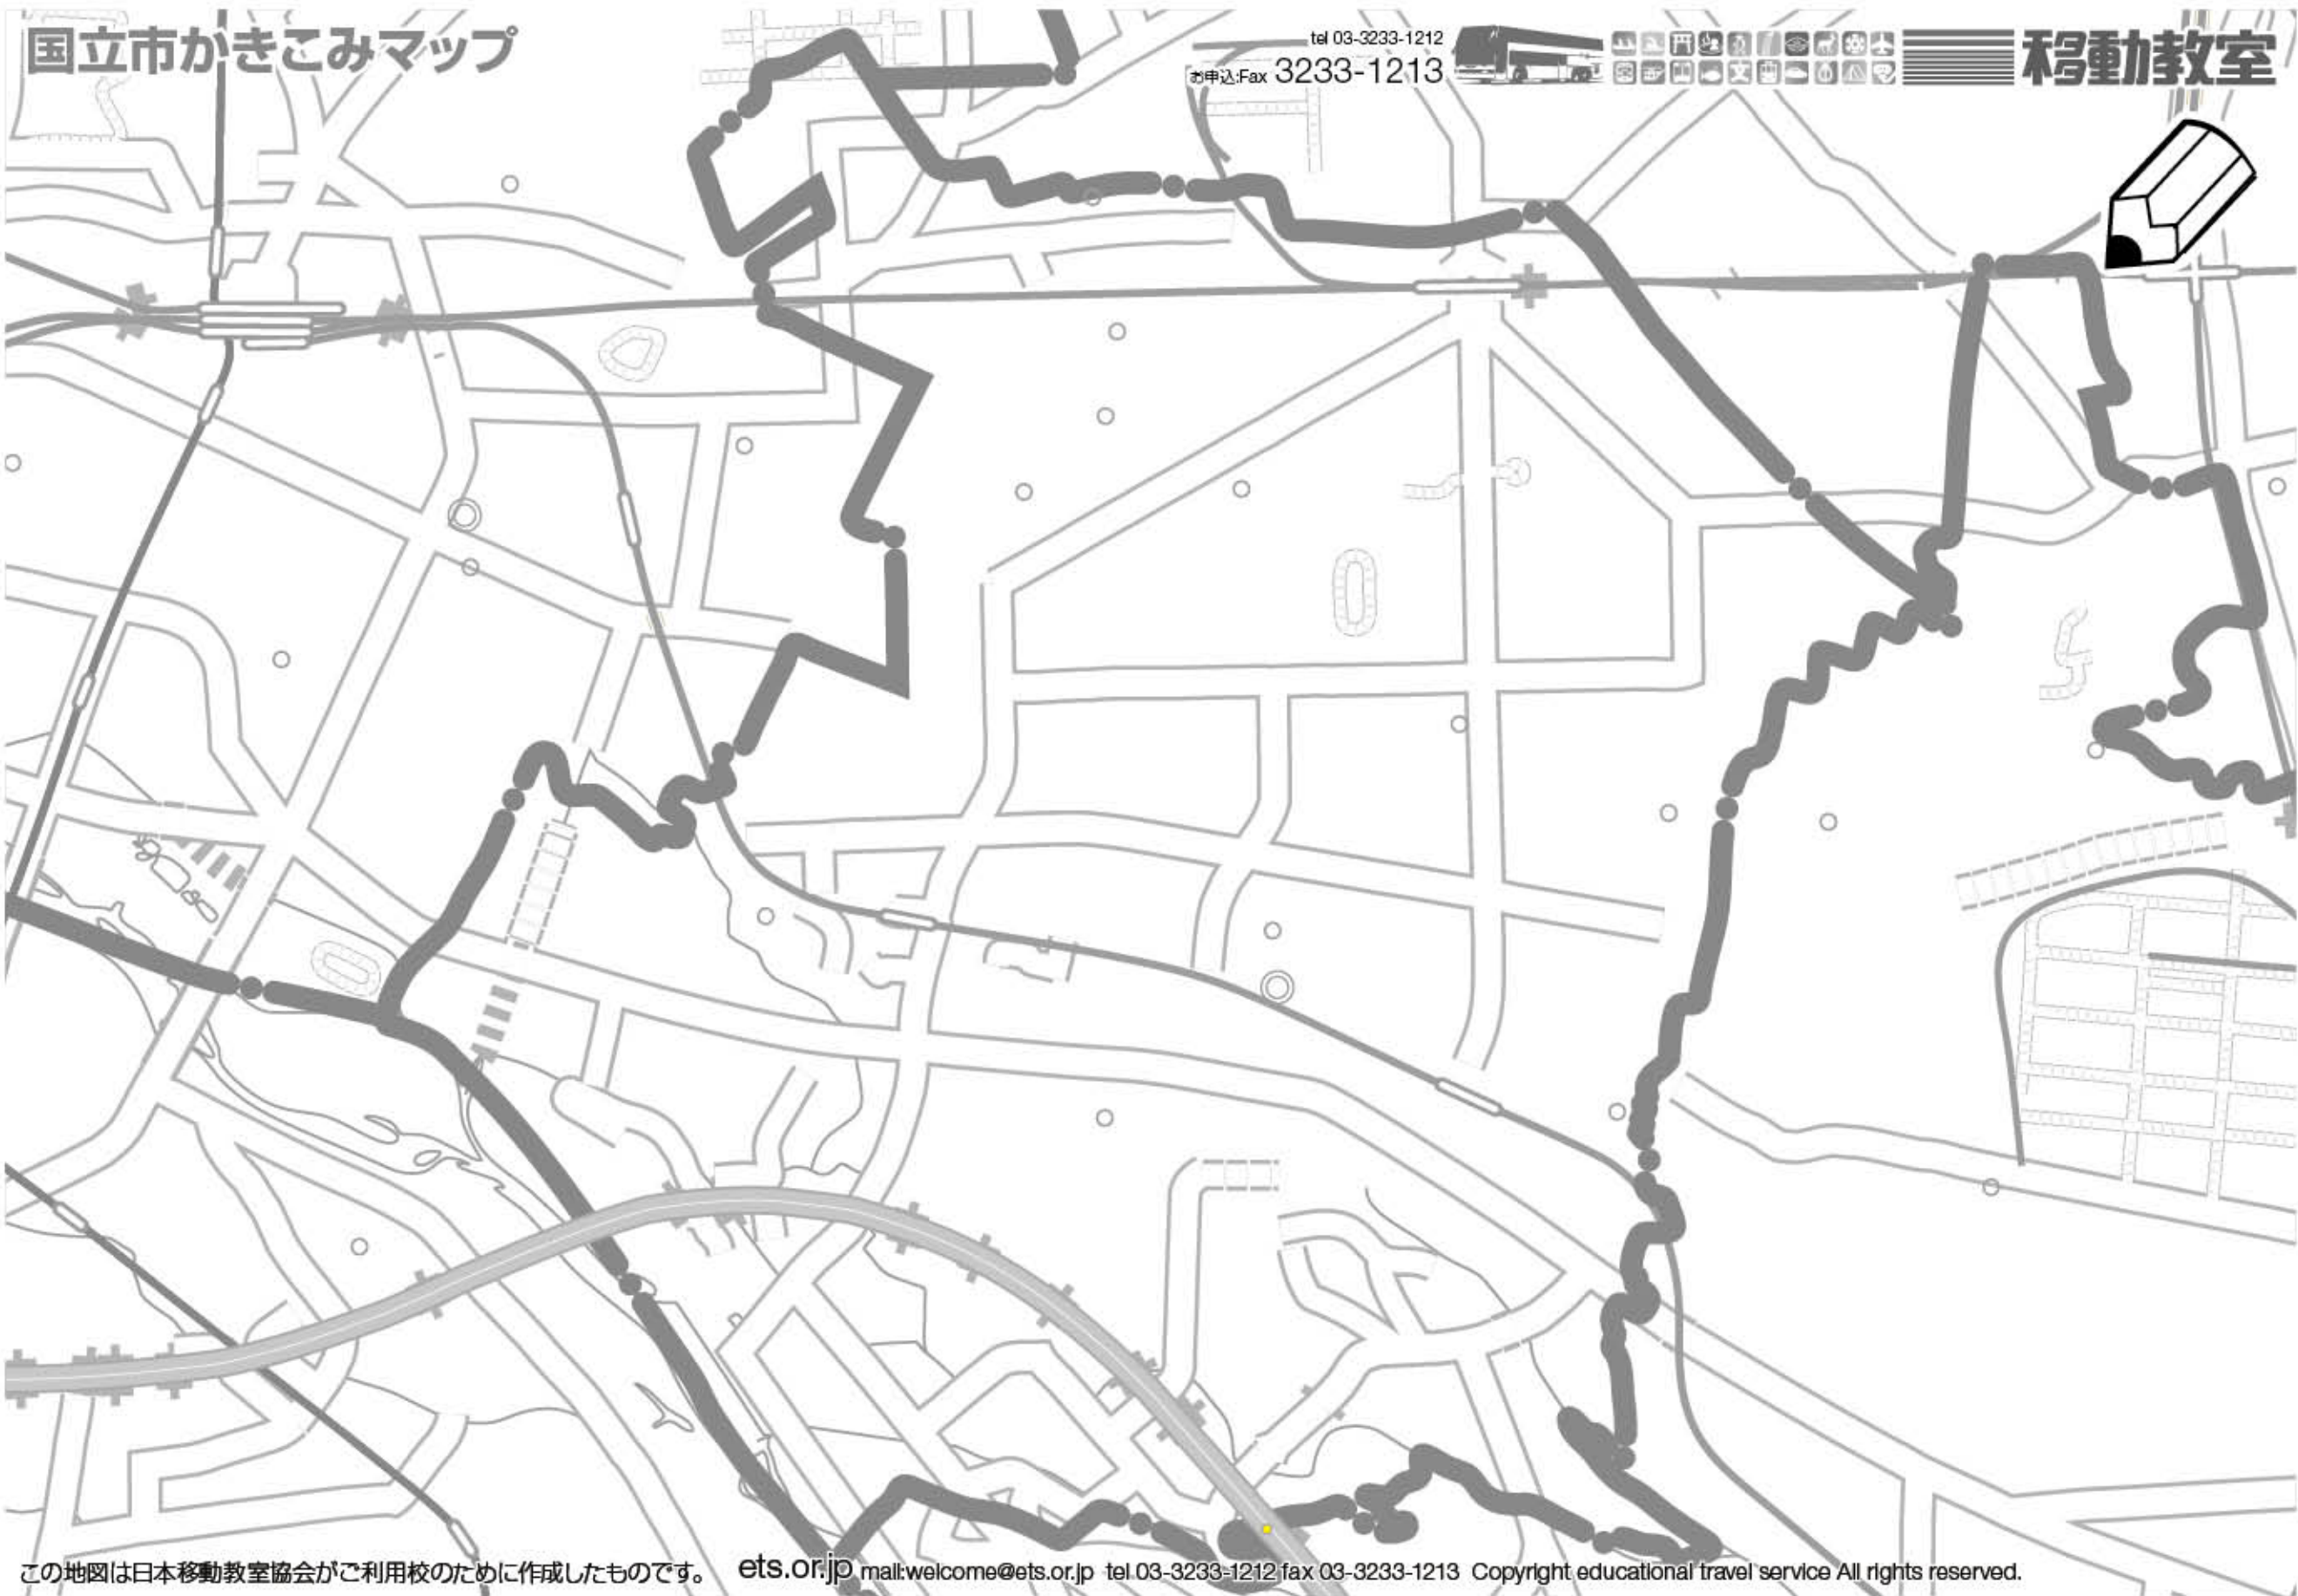 国立市かきこみマップ
tel 03-3233-1212
お申込:Fax 3233-1213
移動教室
この地図は日本移動教室協会がご利用校のために作成したものです。 ets.or.jp mail:welcome@ets.or.jp tel 03-3233-1212 fax 03-3233-1213 Copyright educational travel service All rights reserved.